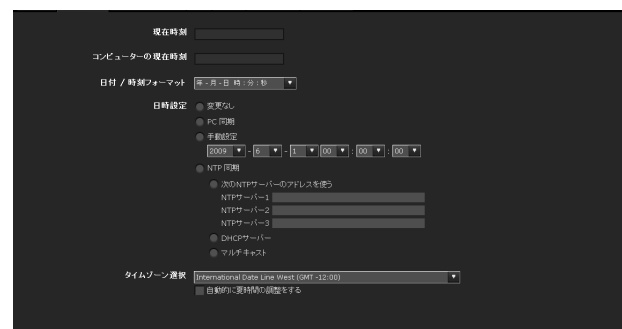 現在時刻
コンピューターの現在時刻
日付 / 時刻フォーマット 年-月-日 時:分:秒
日時設定 変更なし
PC同期
手動設定
2009 - 6 - 1 00 : 00 : 00
NTP同期
次のNTPサーバーのアドレスを使う
NTPサーバー1
NTPサーバー2
NTPサーバー3
DHCPサーバー
マルチキャスト
タイムゾーン選択 International Date Line West (GMT -12:00)
自動的に夏時間の調整をする